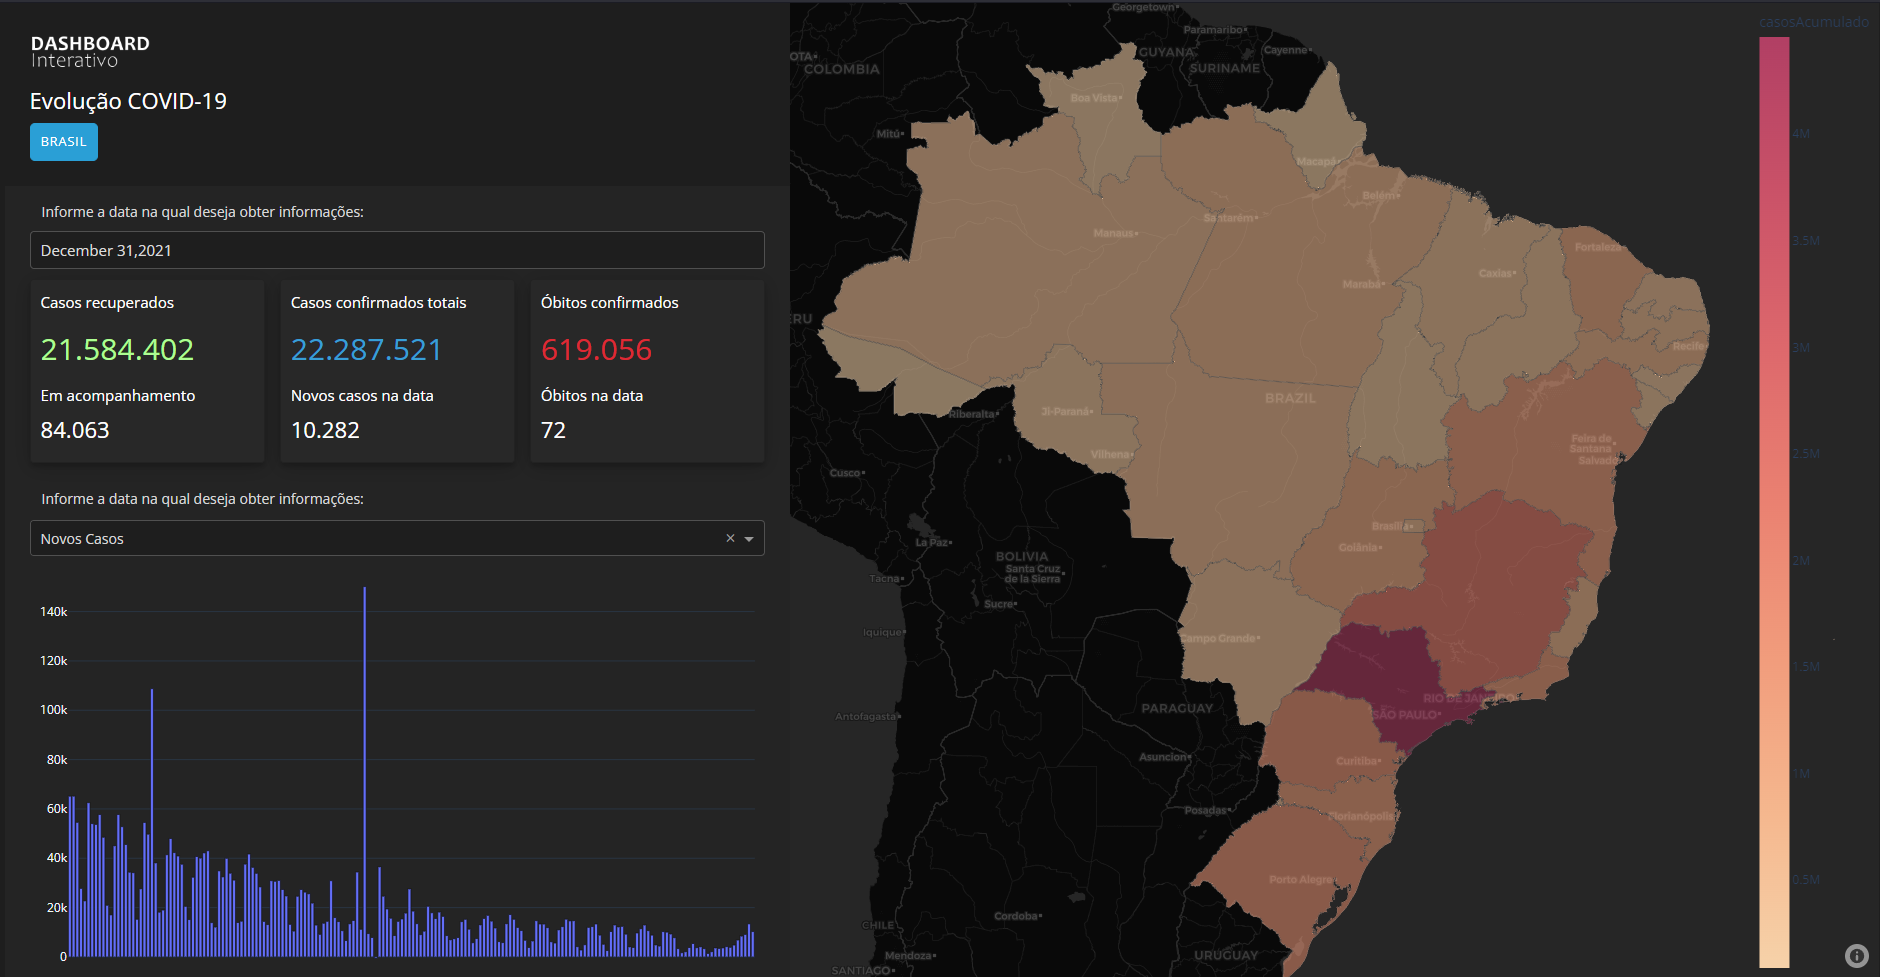 DASHBOARD
Interativo
Evolução COVID-19
BRASIL
Informe a data na qual deseja obter informações:
December 31,2021
Casos recuperados
21.584.402
Em acompanhamento
84.063
Casos confirmados totais
22.287.521
Novos casos na data
10.282
Óbitos confirmados
619.056
Óbitos na data
72
Informe a data na qual deseja obter informações:
Novos Casos
140k
120k
100k
80k
60k
40k
20k
0
Georgetown
Paramaribo
Cayenne
GUYANA
SURINAME
OTA
COLOMBIA
Boa Vista
Mitú
Macapá
Belém
Santarém
Manaus
Fortaleza
Caxias
Marabá
ERU
Recife
BRAZIL
Riberalta
Ji-Paraná
Vilhena
Feira de
Santana
Salvado
Cusco
Brasília
Goiânia
La Paz
BOLIVIA
Santa Cruz
de la Sierra
Tacna
Sucre
Iquique
Campo Grande
RIO DE JANEIRO
SÃO PAULO
PARAGUAY
Antofagasta
Asuncion
Curitiba
Posadas
Florianópolis
Porto Alegre
Cordoba
CHILE
Mendoza
URUGUAY
SANTIAGO
casosAcumulado
4M
3.5M
3M
2.5M
2M
1.5M
1M
0.5M